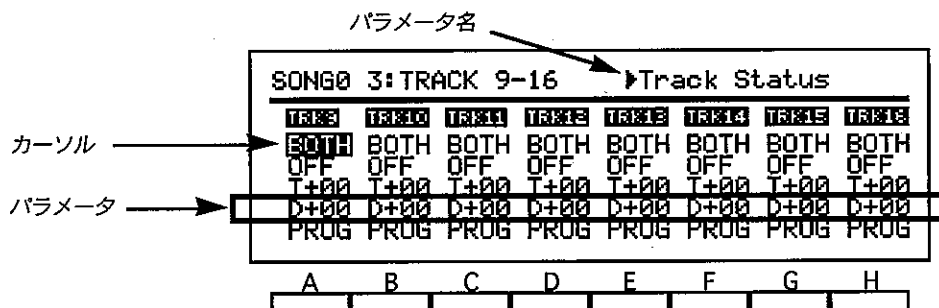 パラメータ名
SONG0 3:TRACK 9-16 ▶Track Status
TRK9 TRK10 TRK11 TRK12 TRK13 TRK14 TRK15 TRK16
カーソル
BOTH BOTH BOTH BOTH BOTH BOTH BOTH BOTH
OFF OFF OFF OFF OFF OFF OFF OFF
T+00 T+00 T+00 T+00 T+00 T+00 T+00 T+00
パラメータ
D+00 D+00 D+00 D+00 D+00 D+00 D+00 D+00
PROG PROG PROG PROG PROG PROG PROG PROG
A B C D E F G H